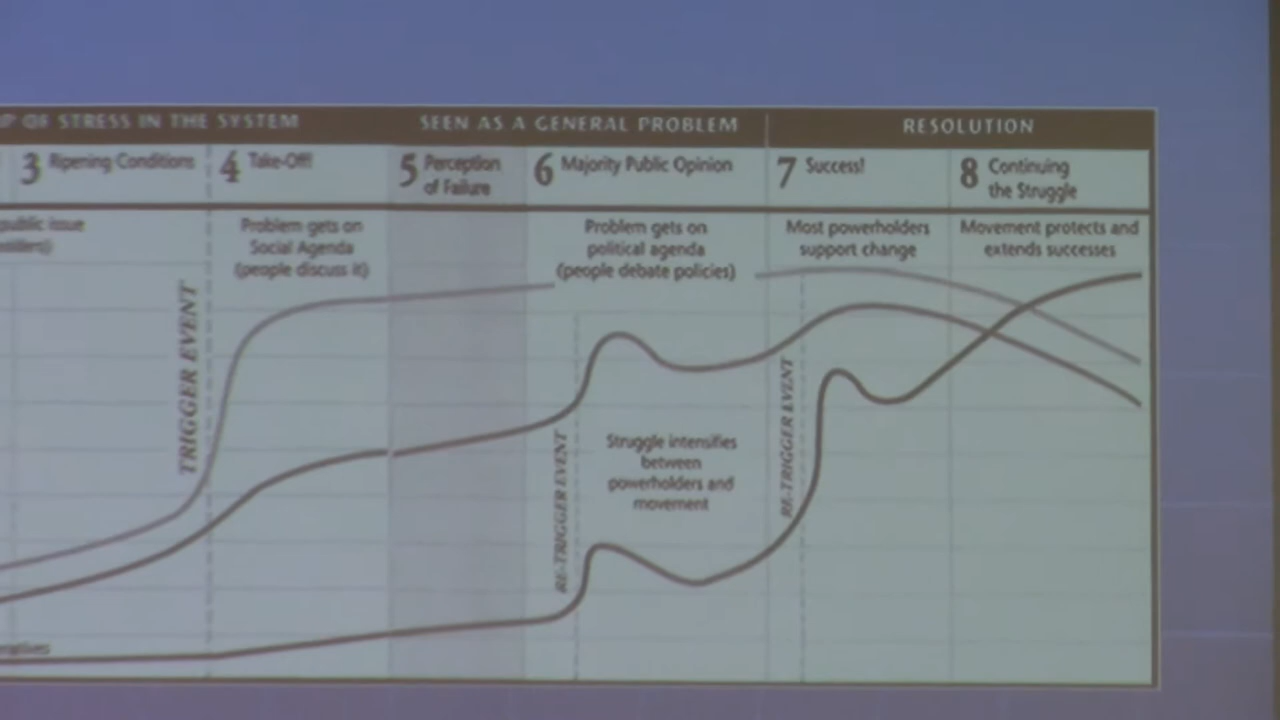 OF STRESS IN THE SYSTEM
SEEN AS A GENERAL PROBLEM
RESOLUTION
3 Ripening Conditions
4 Take-Off!
5 Perception
of Failure
6 Majority Public Opinion
7 Success!
8 Continuing
the Struggle
public issue
Problem gets on
Social Agenda
(people discuss it)
Problem gets on
political agenda
(people debate policies)
Most powerholders
support change
Movement protects and
extends successes
TRIGGER EVENT
RE-TRIGGER EVENT
Struggle intensifies
between
powerholders and
movement
RE-TRIGGER EVENT